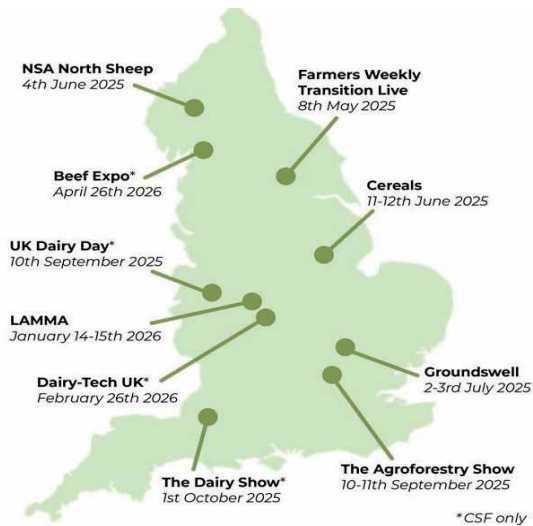 NSA North Sheep
4th June 2025
Farmers Weekly
Transition Live
8th May 2025
Beef Expo*
April 26th 2026
Cereals
11-12th June 2025
UK Dairy Day*
10th September 2025
LAMMA
January 14-15th 2026
Dairy-Tech UK*
February 26th 2026
Groundswell
2-3rd July 2025
The Agroforestry Show
10-11th September 2025
The Dairy Show*
1st October 2025
*CSF only